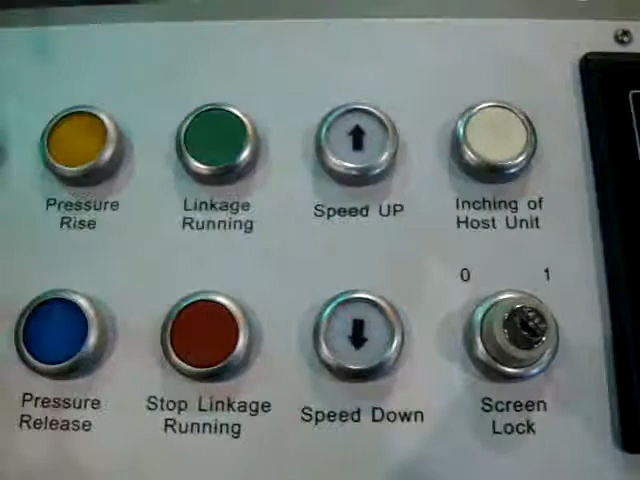 Pressure
Rise
Linkage
Running
Speed UP
Inching of
Host Unit
0 1
Pressure
Release
Stop Linkage
Running
Speed Down
Screen
Lock